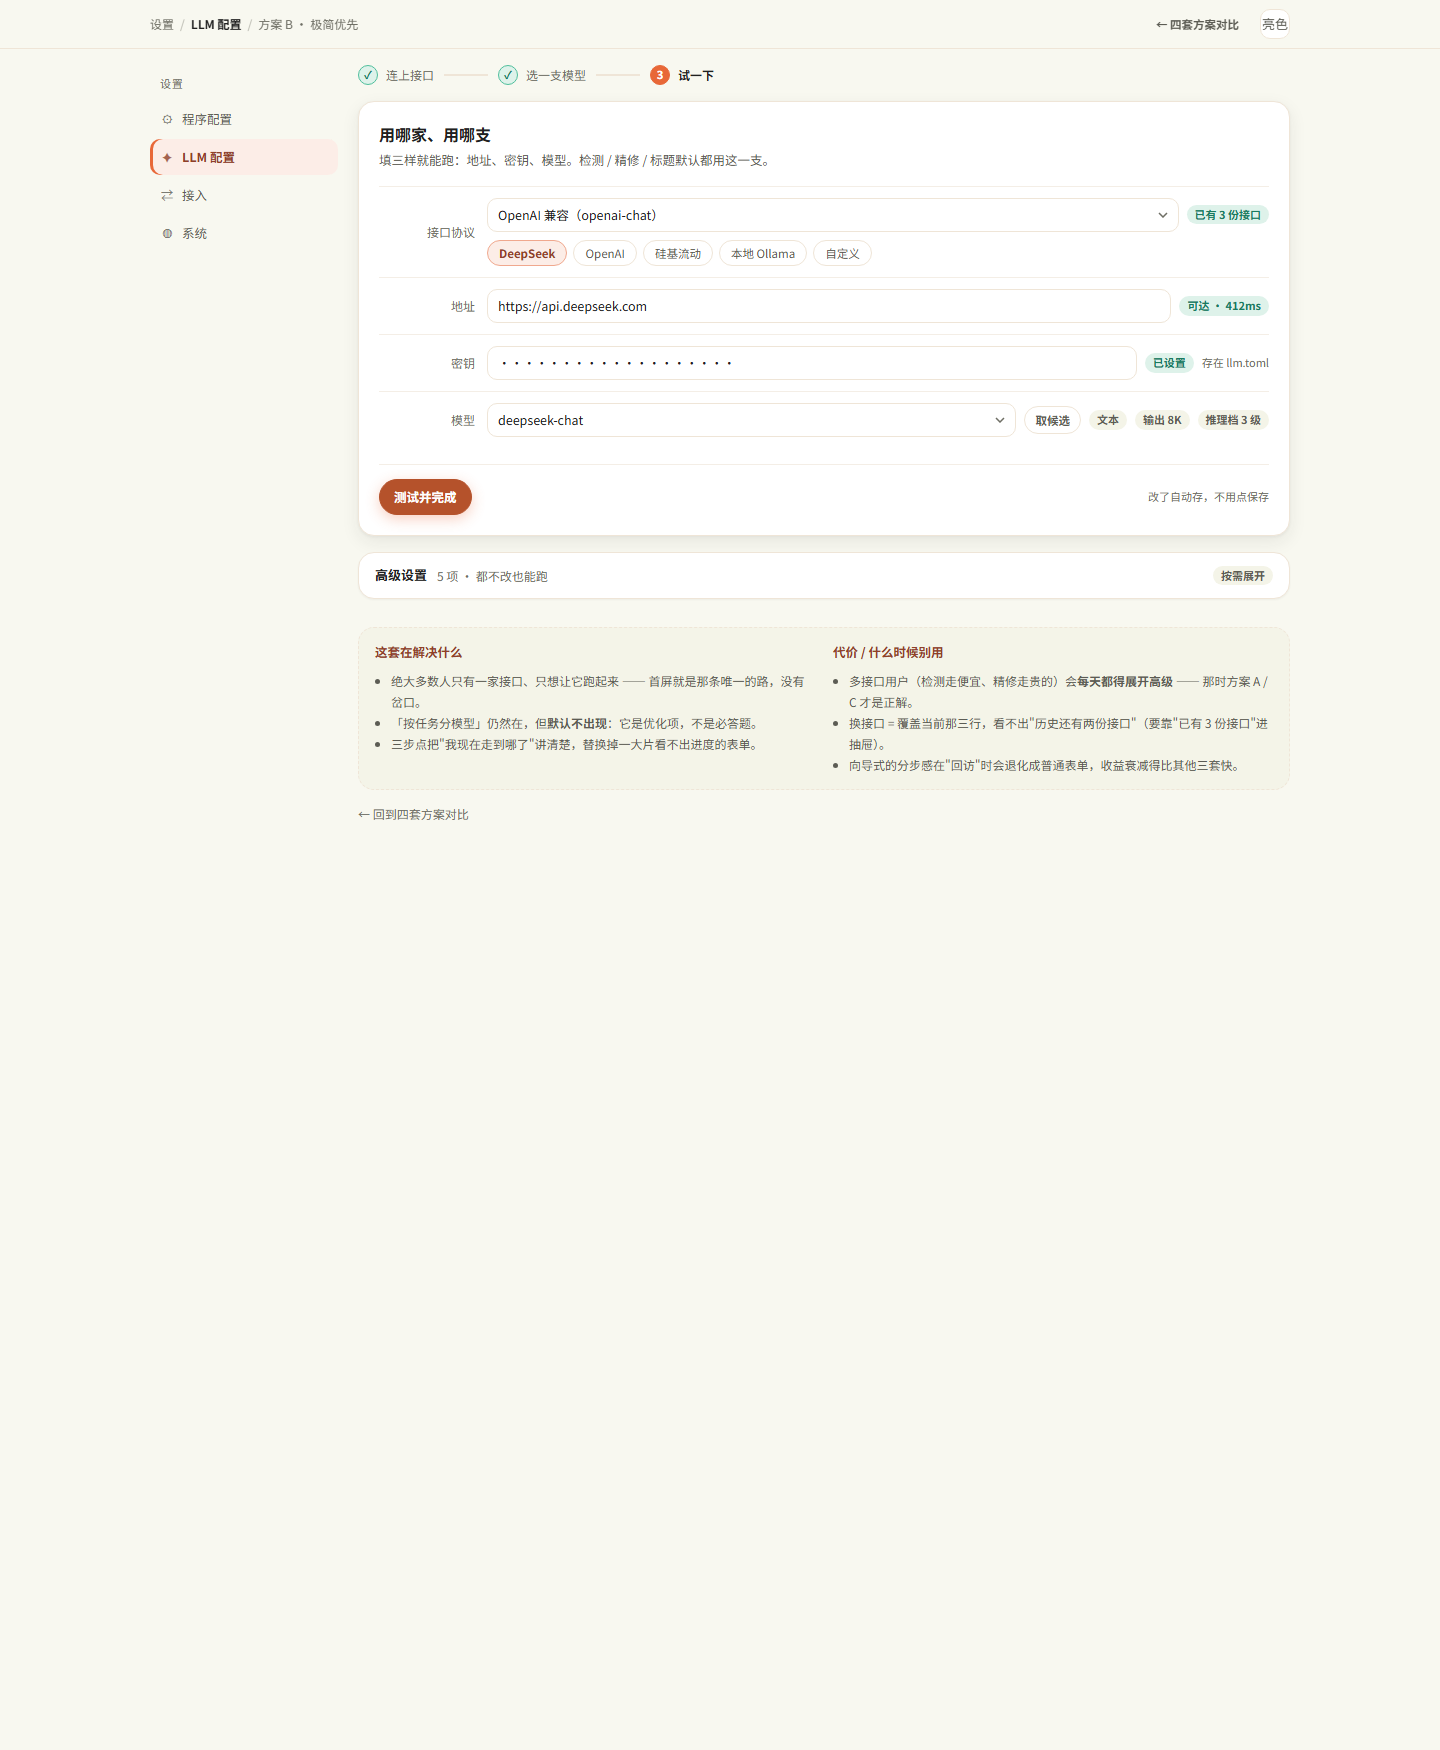 设置 / LLM 配置 / 方案 B · 极简优先
← 四套方案对比
亮色
设置
程序配置
LLM 配置
接入
系统
✓ 连上接口
✓ 选一支模型
3 试一下
用哪家、用哪支
填三样就能跑：地址、密钥、模型。检测 / 精修 / 标题默认都用这一支。
接口协议
OpenAI 兼容（openai-chat）
已有 3 份接口
DeepSeek
OpenAI
硅基流动
本地 Ollama
自定义
地址
https://api.deepseek.com
可达 · 412ms
密钥
•••••••••••••••••••
已设置
存在 llm.toml
模型
deepseek-chat
取候选
文本
输出 8K
推理档 3 级
测试并完成
改了自动存，不用点保存
高级设置 5 项 · 都不改也能跑
按需展开
这套在解决什么
绝大多数人只有一家接口、只想让它跑起来 —— 首屏就是那条唯一的路，没有
岔口。
「按任务分模型」仍然在，但默认不出现：它是优化项，不是必答题。
三步点把"我现在走到哪了"讲清楚，替换掉一大片看不出进度的表单。
代价 / 什么时候别用
多接口用户（检测走便宜、精修走贵的）会每天都得展开高级 —— 那时方案 A /
C 才是正解。
换接口 = 覆盖当前那三行，看不出"历史还有两份接口"（要靠"已有 3 份接口"进
抽屉）。
向导式的分步感在"回访"时会退化成普通表单，收益衰减得比其他三套快。
← 回到四套方案对比